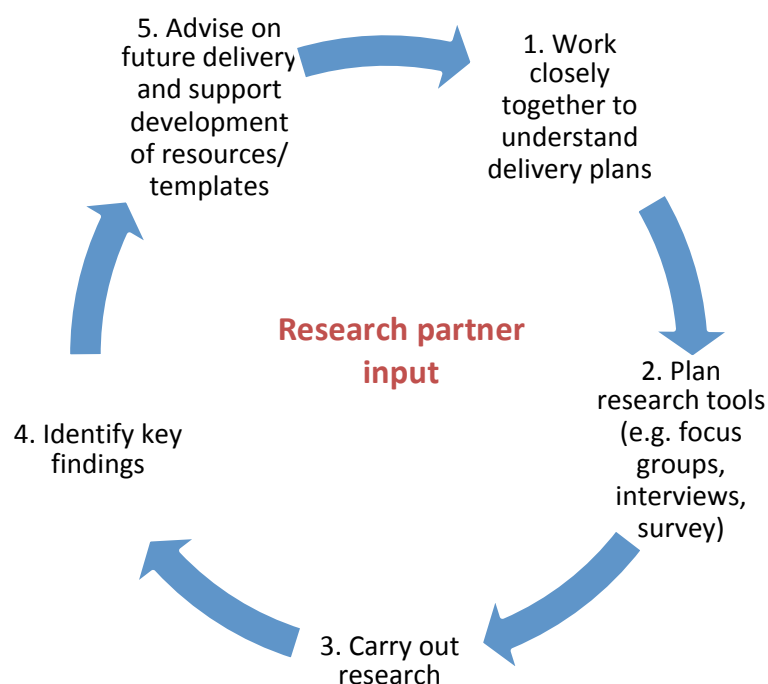 5. Advise on
future delivery
and support
development
of resources/
templates
1. Work
closely
together to
understand
delivery plans
Research partner
input
2. Plan
research tools
(e.g. focus
groups,
interviews,
survey)
3. Carry out
research
4. Identify key
findings